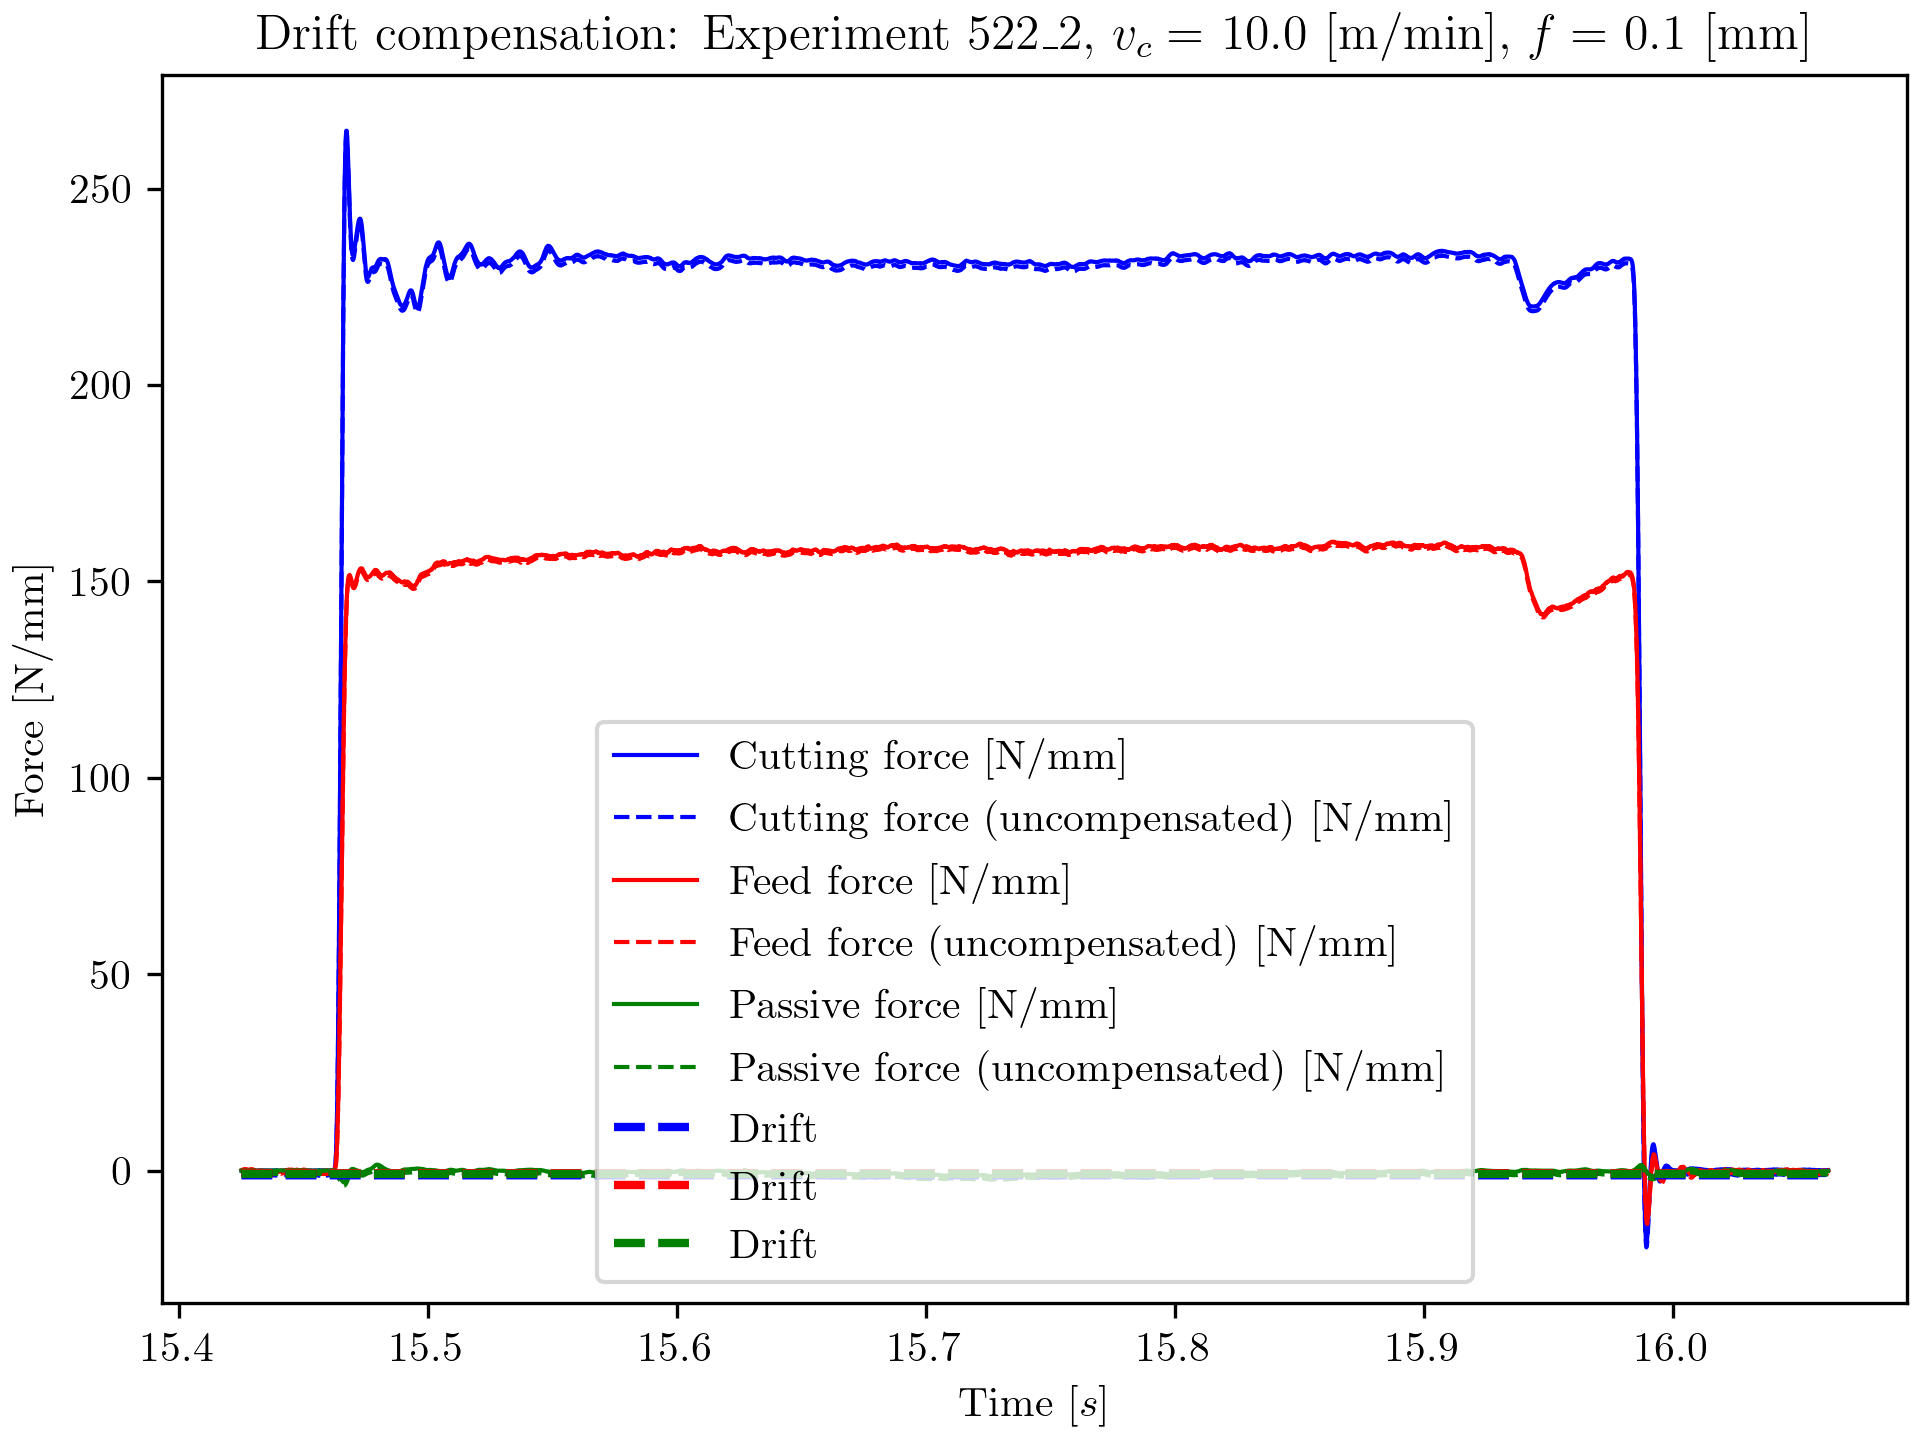 Drift compensation: Experiment 522_2, v_c = 10.0 [m/min], f = 0.1 [mm]
250
200
150
100
50
0
Force [N/mm]
Cutting force [N/mm]
Cutting force (uncompensated) [N/mm]
Feed force [N/mm]
Feed force (uncompensated) [N/mm]
Passive force [N/mm]
Passive force (uncompensated) [N/mm]
Drift
Drift
Drift
15.4 15.5 15.6 15.7 15.8 15.9 16.0
Time [s]